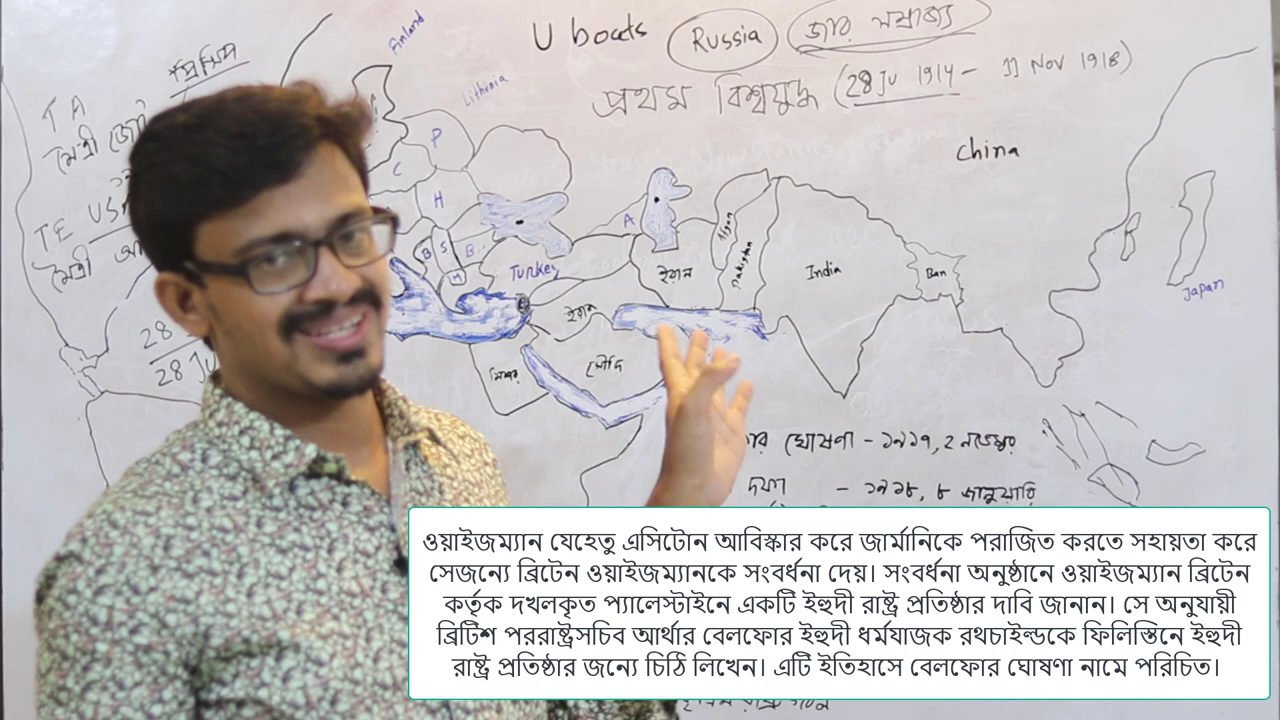 U boats Russia জার সম্রাজ্য
প্রথম বিশ্বযুদ্ধ (28 Ju 1914 - 11 Nov 1918)
Finland
Lithunia
TA
মৈত্রী জোট
TE USA
মৈত্রী
28
28 Ju
P
C
H
B S B
M
A
Turkey
ইরাক
ইরান
Afgan
Pakistan
India
Ban
China
Japan
মিশর
সৌদি
ার ঘোষণা - ১৯১৭, ২ নভেম্বর
দফা - ১৯১৮, ৮ জানুয়ারি
ওয়াইজম্যান যেহেতু এসিটোন আবিস্কার করে জার্মানিকে পরাজিত করতে সহায়তা করে
সেজন্যে ব্রিটেন ওয়াইজম্যানকে সংবর্ধনা দেয়। সংবর্ধনা অনুষ্ঠানে ওয়াইজম্যান ব্রিটেন
কর্তৃক দখলকৃত প্যালেস্টাইনে একটি ইহুদী রাষ্ট্র প্রতিষ্ঠার দাবি জানান। সে অনুযায়ী
ব্রিটিশ পররাষ্ট্রসচিব আর্থার বেলফোর ইহুদী ধর্মযাজক রথচাইল্ডকে ফিলিস্তিনে ইহুদী
রাষ্ট্র প্রতিষ্ঠার জন্যে চিঠি লিখেন। এটি ইতিহাসে বেলফোর ঘোষণা নামে পরিচিত।